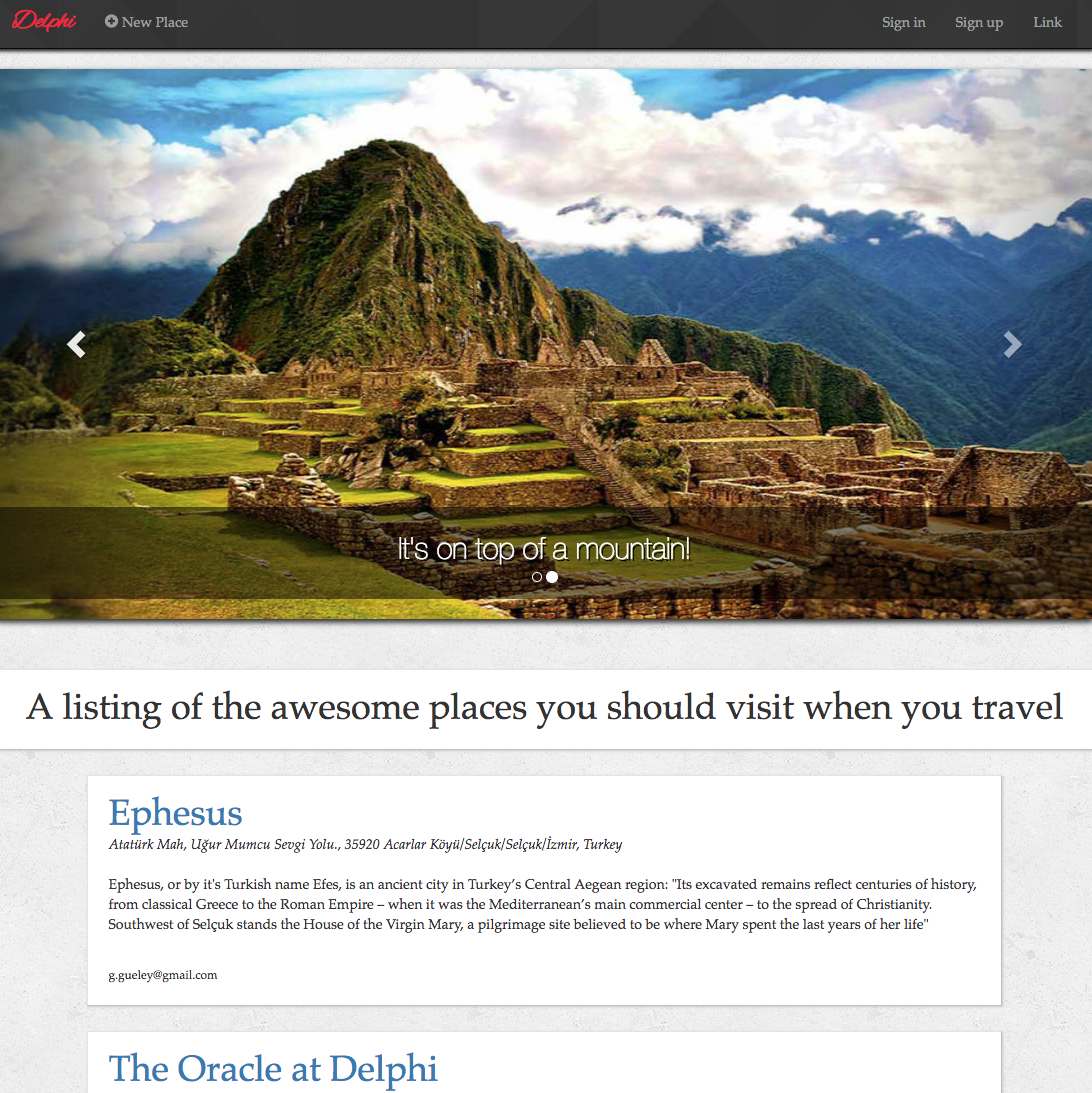 Delphi
New Place
Sign in
Sign up
Link
It's on top of a mountain!
A listing of the awesome places you should visit when you travel
Ephesus
Atatürk Mah, Uğur Mumcu Sevgi Yolu., 35920 Acarlar Köyü/Selçuk/Selçuk/İzmir, Turkey
Ephesus, or by it's Turkish name Efes, is an ancient city in Turkey’s Central Aegean region: "Its excavated remains reflect centuries of history,
from classical Greece to the Roman Empire – when it was the Mediterranean’s main commercial center – to the spread of Christianity.
Southwest of Selçuk stands the House of the Virgin Mary, a pilgrimage site believed to be where Mary spent the last years of her life"
g.gueley@gmail.com
The Oracle at Delphi